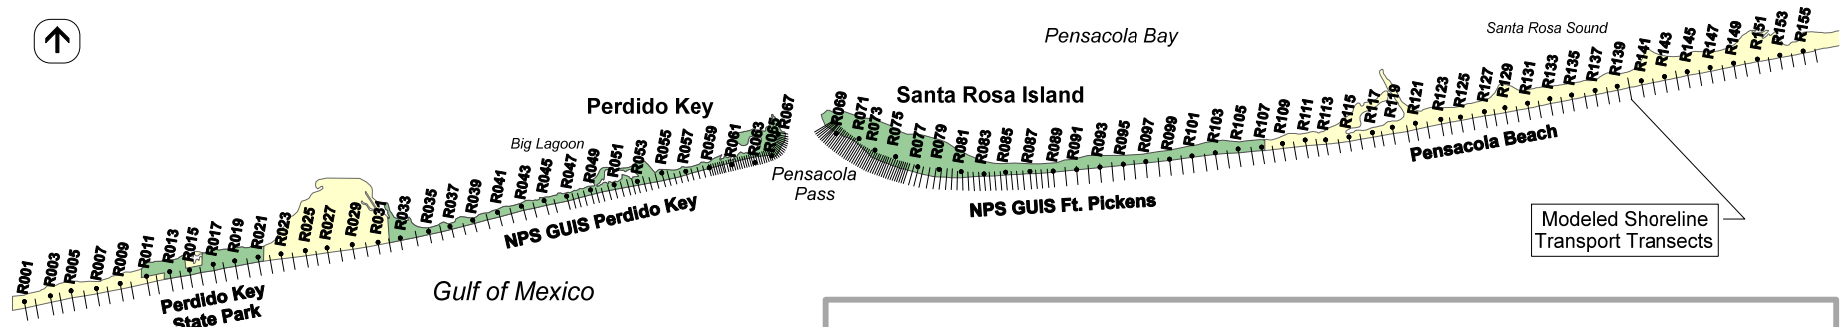 Pensacola Bay
Santa Rosa Sound
Perdido Key
Santa Rosa Island
Big Lagoon
Pensacola
Pass
Pensacola Beach
NPS GUIS Ft. Pickens
NPS GUIS Perdido Key
Gulf of Mexico
Perdido Key
State Park
Modeled Shoreline
Transport Transects
R001
R003
R005
R007
R009
R011
R013
R015
R017
R019
R021
R023
R025
R027
R029
R031
R033
R035
R037
R039
R041
R043
R045
R047
R049
R051
R053
R055
R057
R059
R061
R063
R065
R067
R069
R071
R073
R075
R077
R079
R081
R083
R085
R087
R089
R091
R093
R095
R097
R099
R101
R103
R105
R107
R109
R111
R113
R115
R117
R119
R121
R123
R125
R127
R129
R131
R133
R135
R137
R139
R141
R143
R145
R147
R149
R151
R153
R155